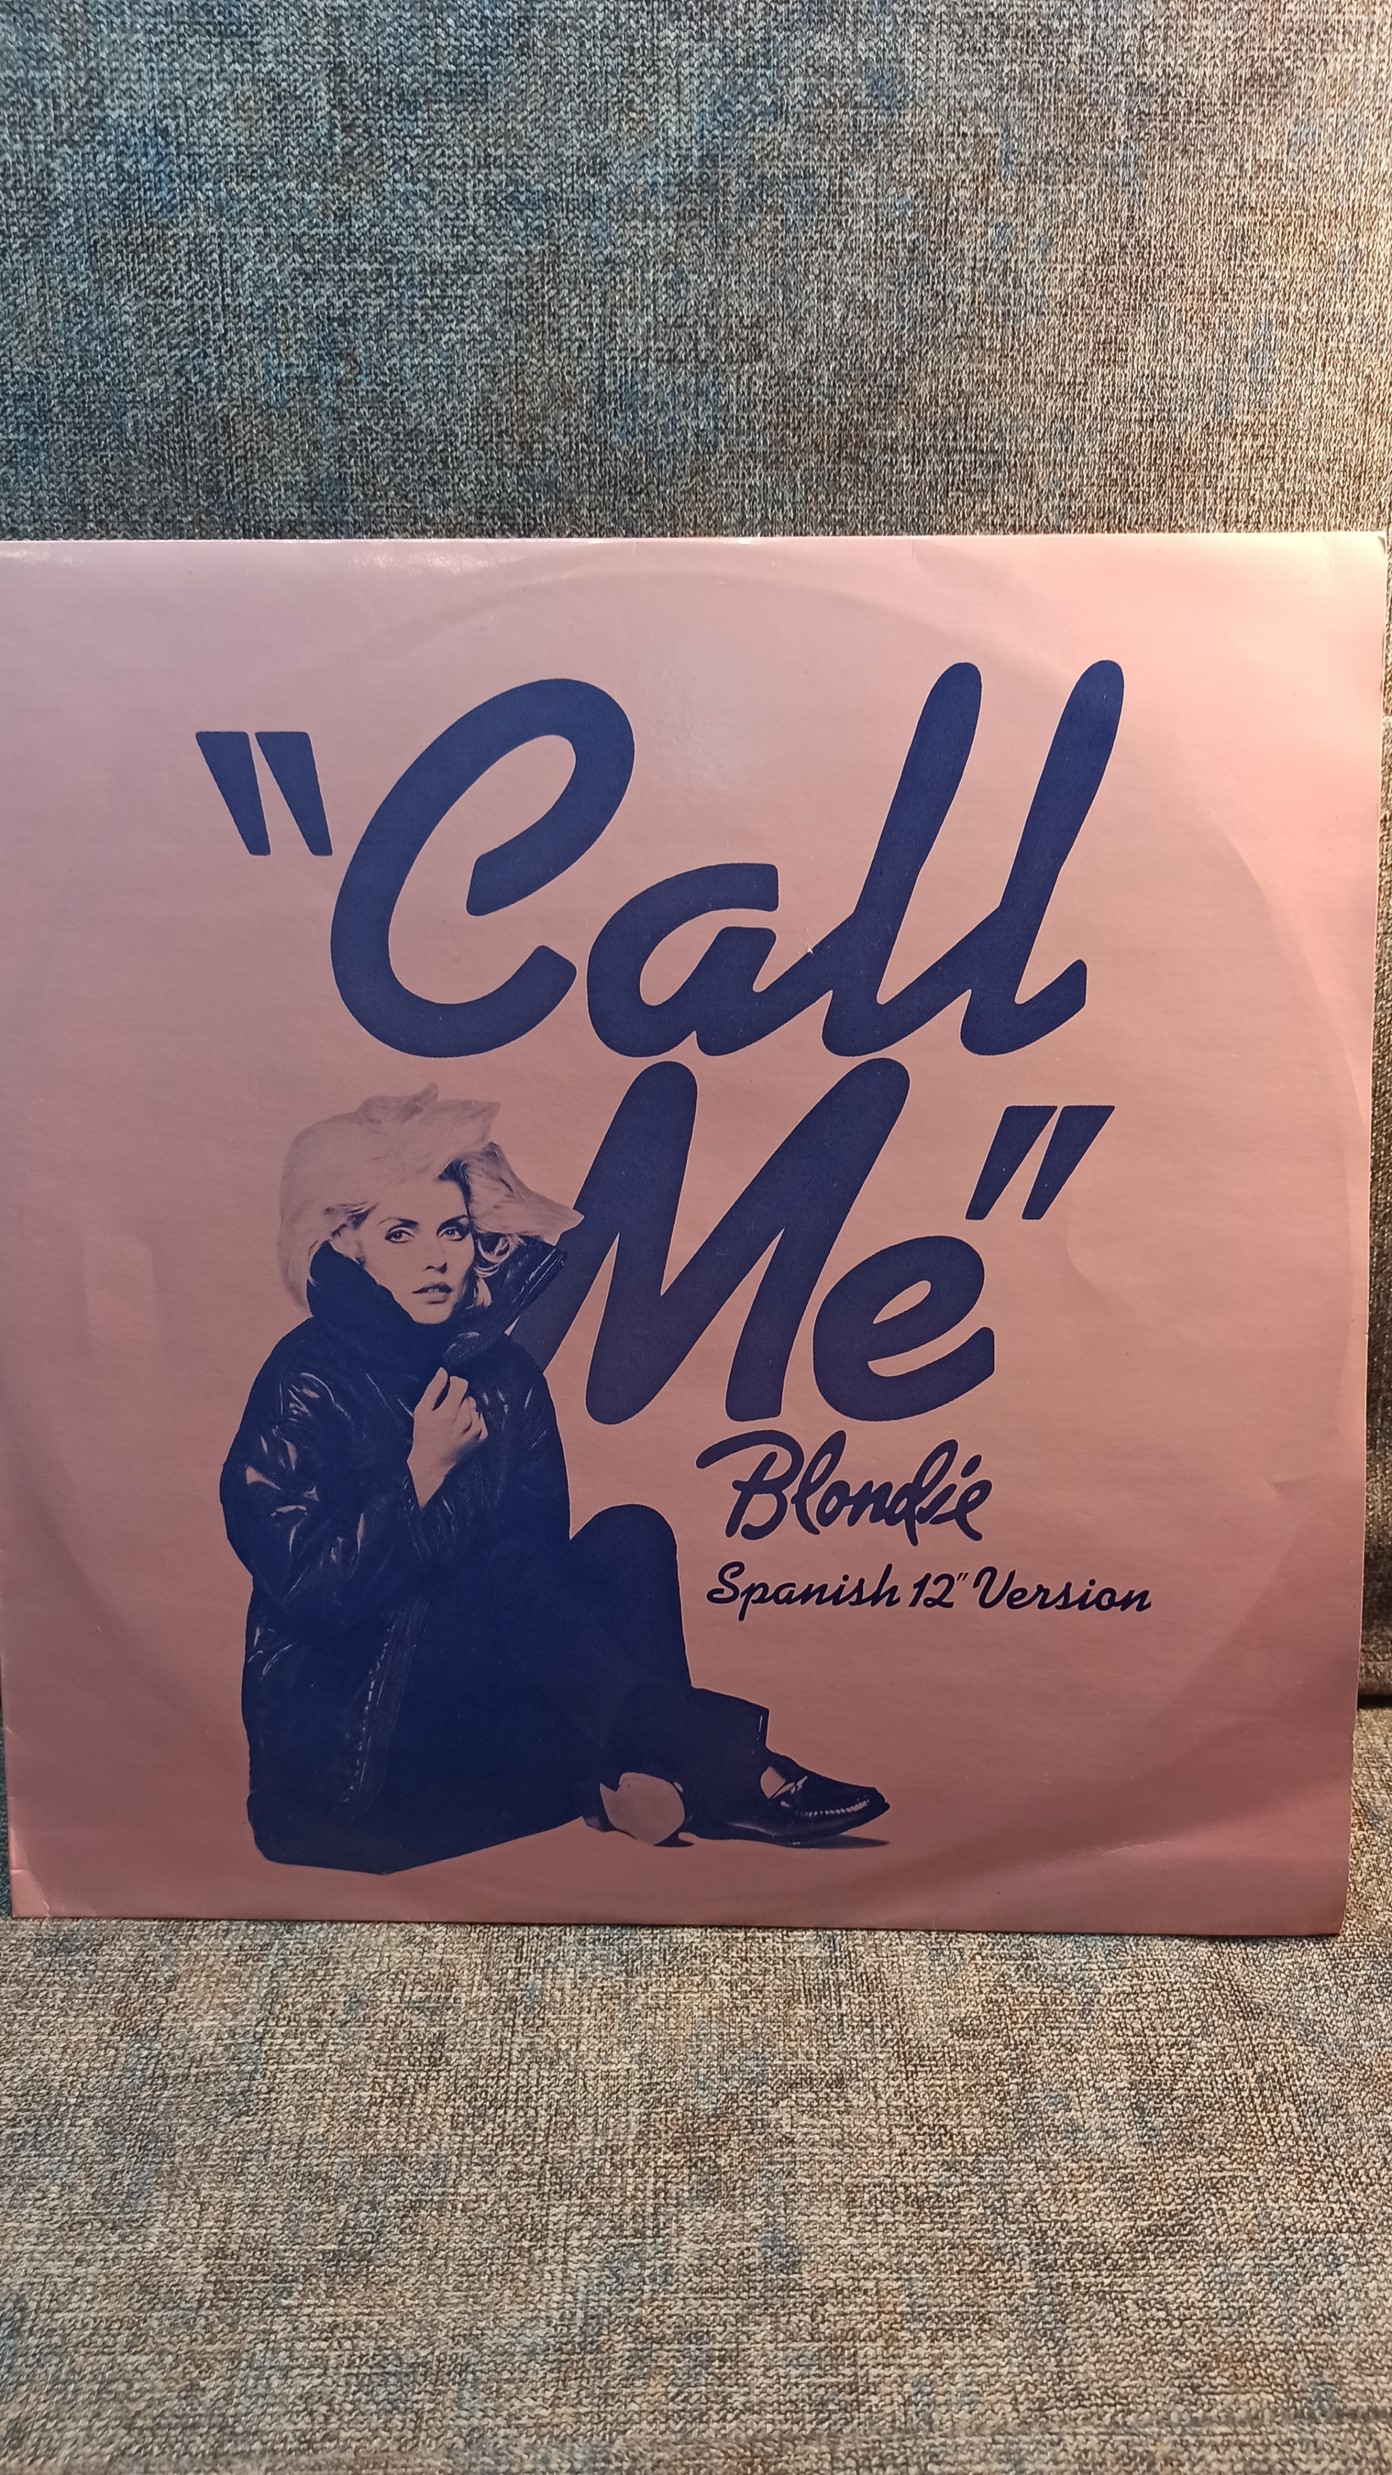 "Call
Me"
Blondie
Spanish 12" Version